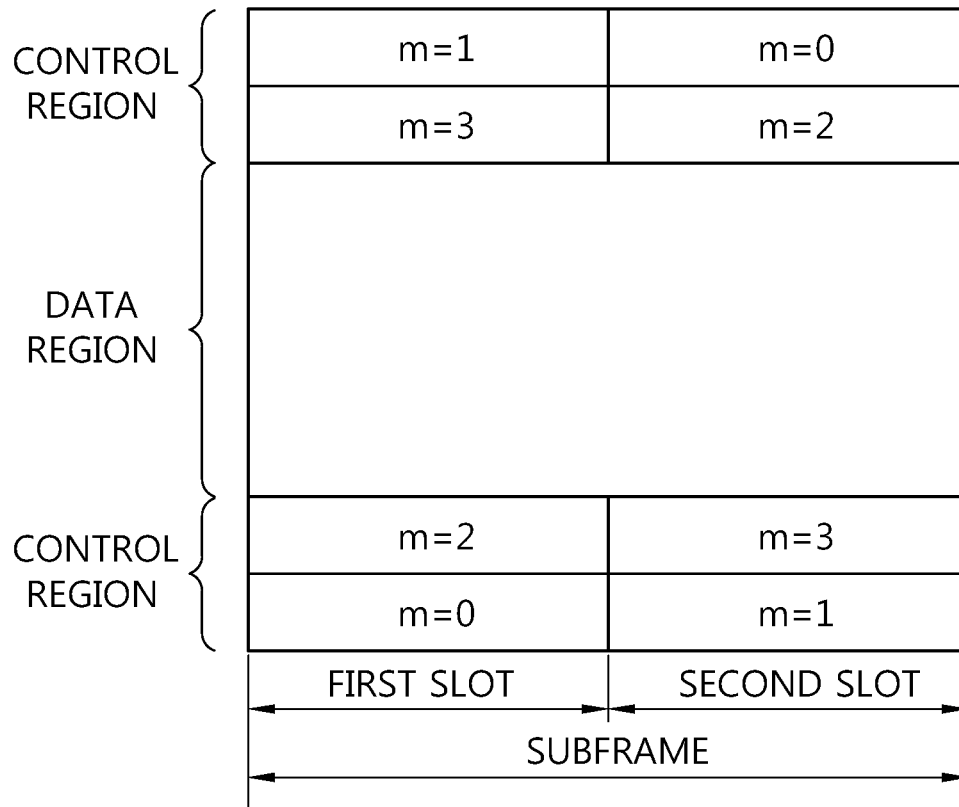 CONTROL
REGION
m=1
m=0
m=3
m=2
DATA
REGION
CONTROL
REGION
m=2
m=3
m=0
m=1
FIRST SLOT
SECOND SLOT
SUBFRAME